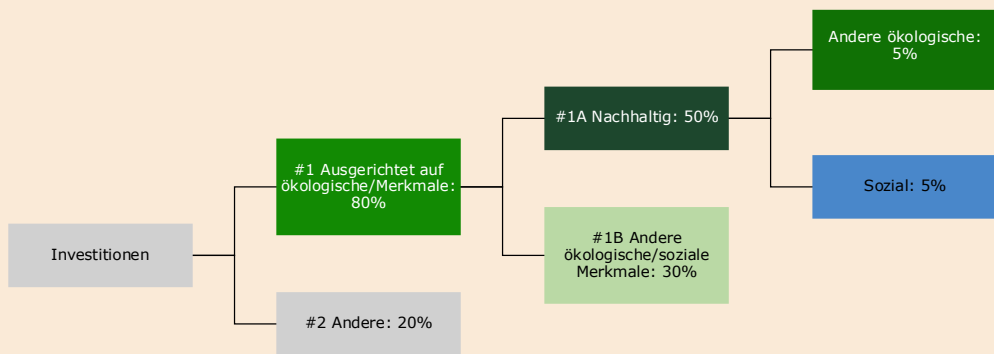 Andere ökologische:
5%
#1A Nachhaltig: 50%
#1 Ausgerichtet auf
ökologische/Merkmale:
80%
Sozial: 5%
#1B Andere
ökologische/soziale
Merkmale: 30%
Investitionen
#2 Andere: 20%